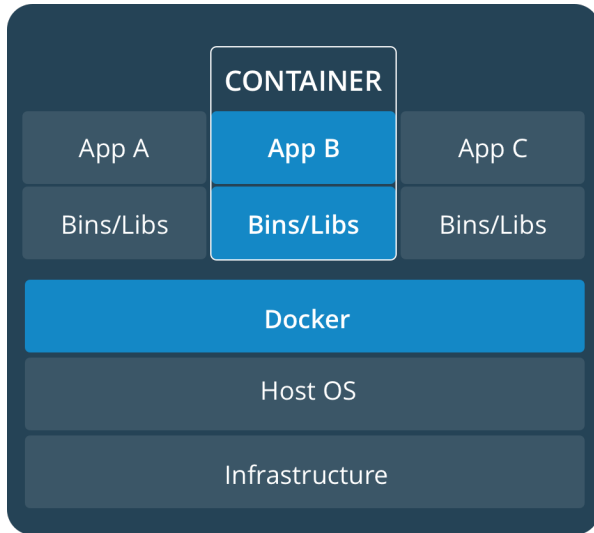 CONTAINER
App A App B App C
Bins/Libs Bins/Libs Bins/Libs
Docker
Host OS
Infrastructure